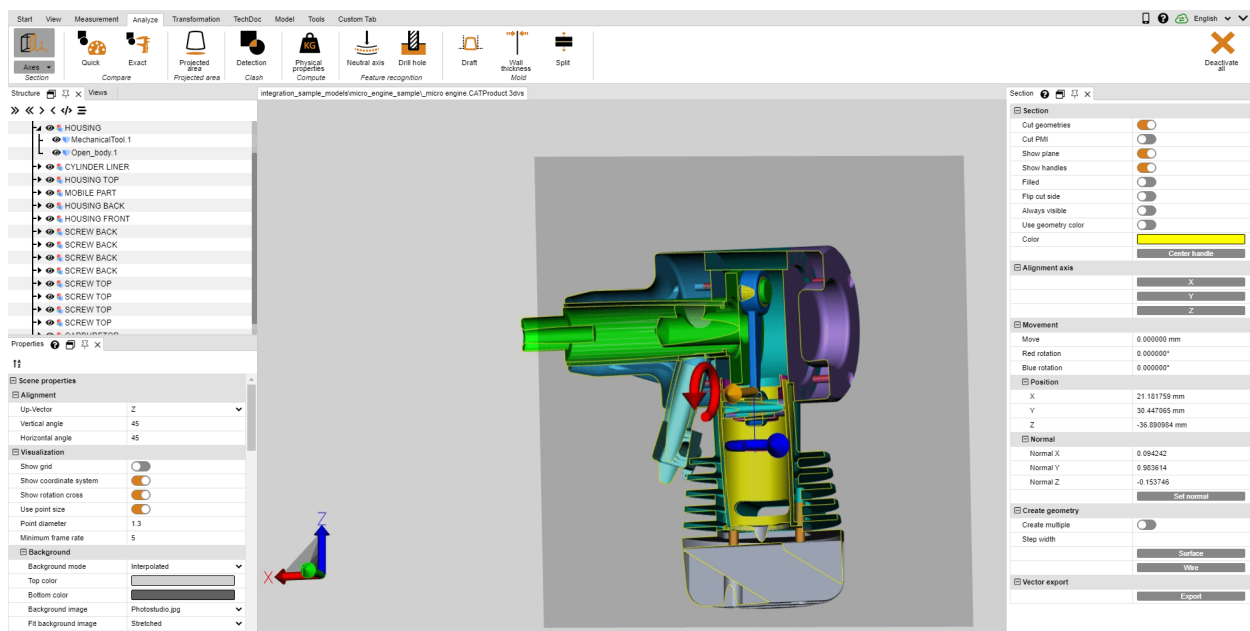 Start View Measurement Analyze Transformation TechDoc Model Tools Custom Tab
English
Axes
Quick
Exact
Projected area
Detection
KG
Physical properties
Neutral axis
Drill hole
Draft
Wall thickness
Split
Deactivate all
Section
Compare
Projected area
Clash
Compute
Feature recognition
Mold
Structure
Views
HOUSING
MechanicalTool.1
Open_body.1
CYLINDER LINER
HOUSING TOP
MOBILE PART
HOUSING BACK
HOUSING FRONT
SCREW BACK
SCREW BACK
SCREW BACK
SCREW BACK
SCREW TOP
SCREW TOP
SCREW TOP
SCREW TOP
CARBURETOR
Properties
Scene properties
Alignment
Up-Vector Z
Vertical angle 45
Horizontal angle 45
Visualization
Show grid
Show coordinate system
Show rotation cross
Use point size
Point diameter 1.3
Minimum frame rate 5
Background
Background mode Interpolated
Top color
Bottom color
Background image Photostudio.jpg
Fit background image Stretched
integration_sample_models\micro_engine_sample\_micro engine.CATProduct.3dvs
Z
X
Section
Section
Cut geometries
Cut PMI
Show plane
Show handles
Filled
Flip cut side
Always visible
Use geometry color
Color
Center handle
Alignment axis
X
Y
Z
Movement
Move 0.000000 mm
Red rotation 0.000000°
Blue rotation 0.000000°
Position
X 21.181759 mm
Y 30.447065 mm
Z -36.890984 mm
Normal
Normal X 0.094242
Normal Y 0.983614
Normal Z -0.153746
Set normal
Create geometry
Create multiple
Step width
Surface
Wire
Vector export
Export